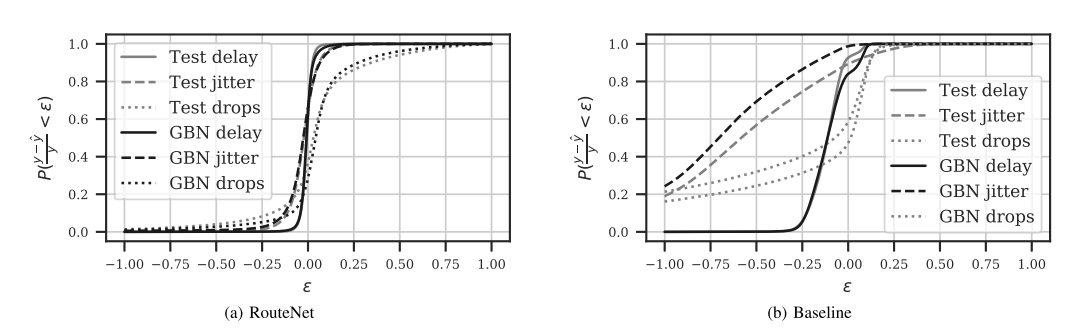 1.0
0.8
0.6
0.4
0.2
0.0
P(y−ŷ/y < ε)
Test delay
Test jitter
Test drops
GBN delay
GBN jitter
GBN drops
−1.00 −0.75 −0.50 −0.25 0.00 0.25 0.50 0.75 1.00
ε
(a) RouteNet
1.0
0.8
0.6
0.4
0.2
0.0
P(y−ŷ/y < ε)
Test delay
Test jitter
Test drops
GBN delay
GBN jitter
GBN drops
−1.00 −0.75 −0.50 −0.25 0.00 0.25 0.50 0.75 1.00
ε
(b) Baseline